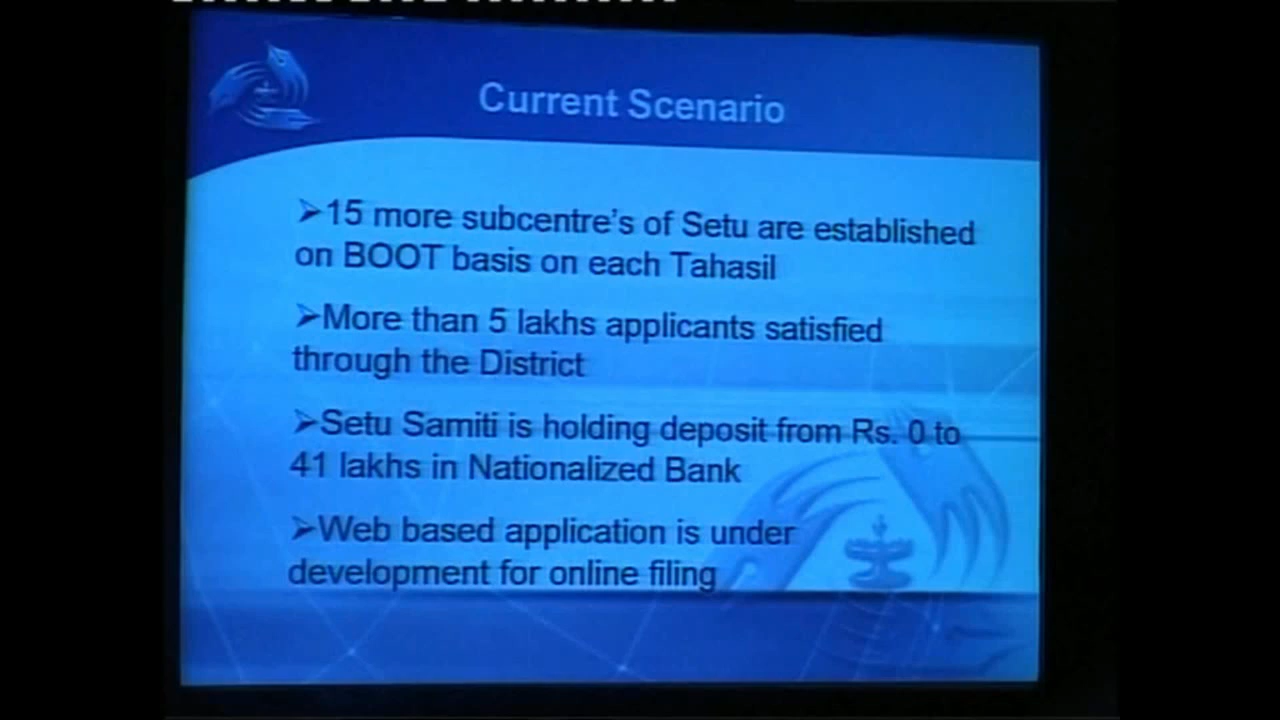 Current Scenario
➢15 more subcentre's of Setu are established
on BOOT basis on each Tahasil
➢More than 5 lakhs applicants satisfied
through the District
➢Setu Samiti is holding deposit from Rs. 0 to
41 lakhs in Nationalized Bank
➢Web based application is under
development for online filing